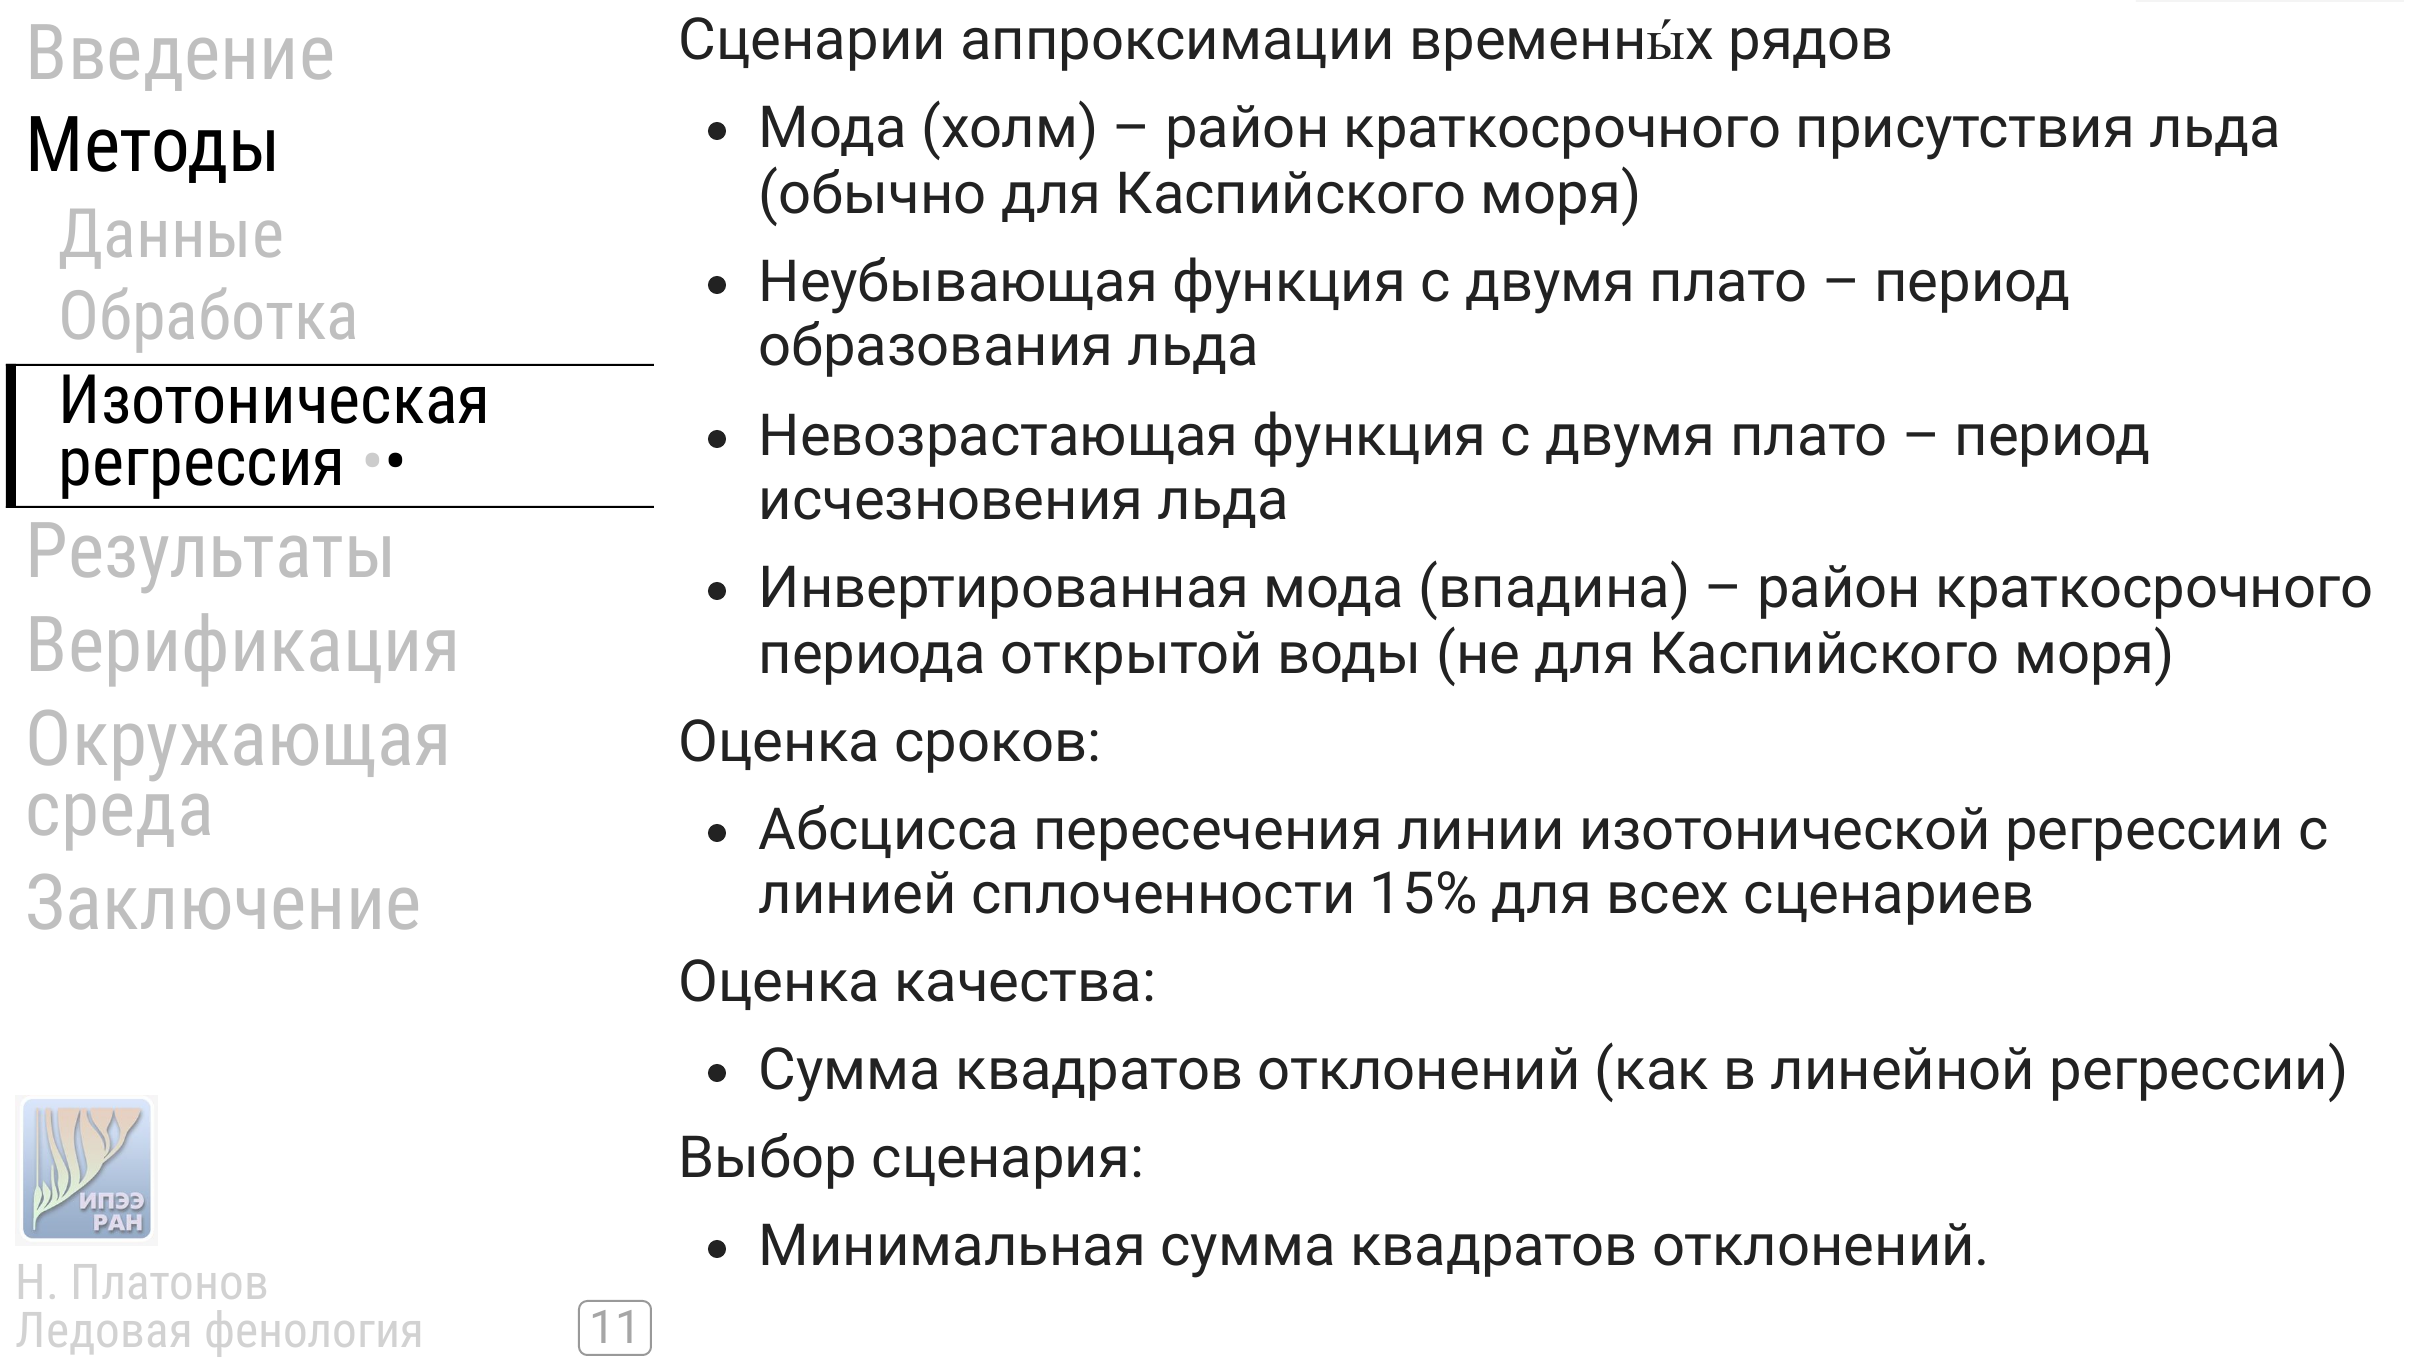 Введение
Методы
Данные
Обработка
Изотоническая
регрессия
Результаты
Верификация
Окружающая
среда
Заключение
ИПЭЭ
РАН
Н. Платонов
Ледовая фенология
11
Сценарии аппроксимации временны́х рядов
• Мода (холм) – район краткосрочного присутствия льда
(обычно для Каспийского моря)
• Неубывающая функция с двумя плато – период
образования льда
• Невозрастающая функция с двумя плато – период
исчезновения льда
• Инвертированная мода (впадина) – район краткосрочного
периода открытой воды (не для Каспийского моря)
Оценка сроков:
• Абсцисса пересечения линии изотонической регрессии с
линией сплоченности 15% для всех сценариев
Оценка качества:
• Сумма квадратов отклонений (как в линейной регрессии)
Выбор сценария:
• Минимальная сумма квадратов отклонений.